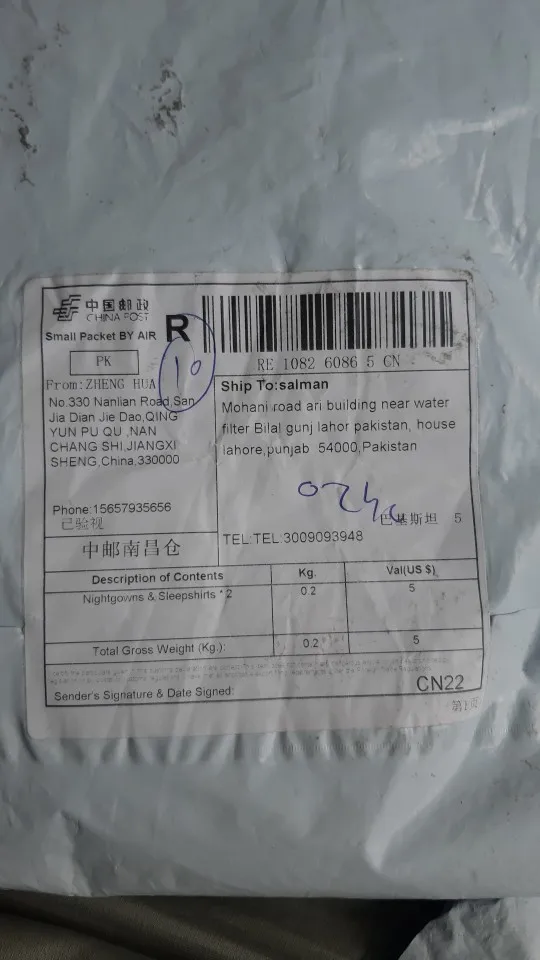 中国邮政
CHINA POST
Small Packet BY AIR
R
PK
10
RE 1082 6086 5 CN
From:ZHENG HUA
No.330 Nanlian Road,San
Jia Dian Jie Dao,QING
YUN PU QU ,NAN
CHANG SHI,JIANGXI
SHENG,China,330000
Phone:15657935656
已验视
中邮南昌仓
Ship To:salman
Mohani road ari building near water
filter Bilal gunj lahor pakistan, house
lahore,punjab 54000,Pakistan
巴基斯坦 5
TEL:TEL:3009093948
Description of Contents Kg. Val(US $)
Nightgowns & Sleepshirts * 2 0.2 5
Total Gross Weight (Kg.): 0.2 5
Sender's Signature & Date Signed:
CN22
第1页